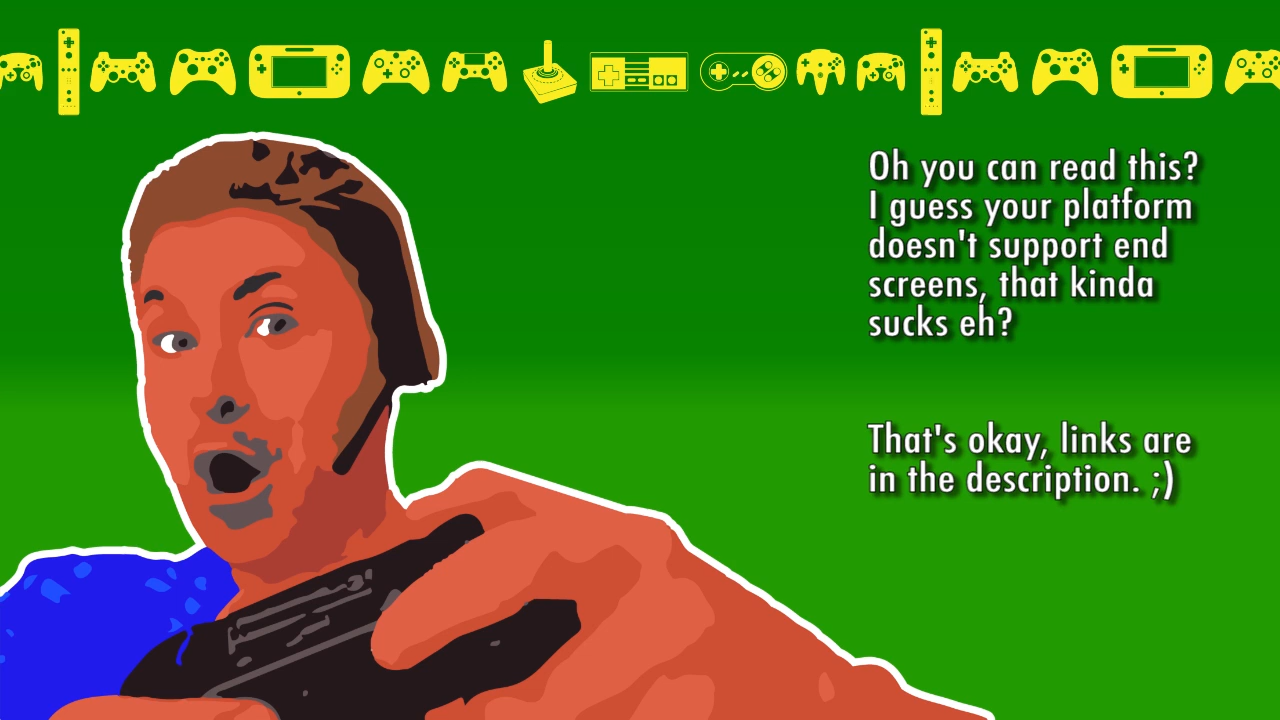 Oh you can read this?
I guess your platform
doesn't support end
screens, that kinda
sucks eh?
That's okay, links are
in the description. ;)